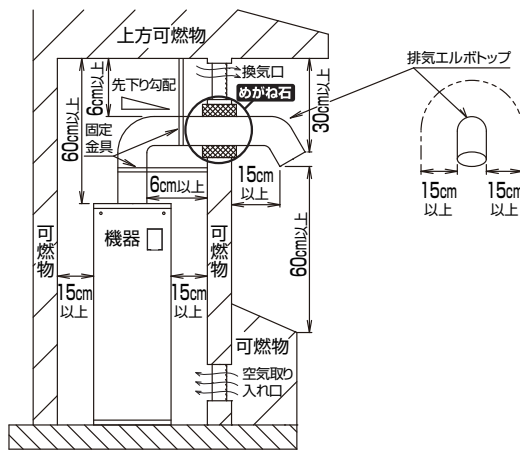 上方可燃物
換気口
先下り勾配
6cm以上
60cm以上
めがね石
30cm以上
排気エルボトップ
固定
金具
6cm以上
15cm
以上
15cm
以上
15cm
以上
機器
可燃物
可燃物
15cm
以上
15cm
以上
60cm以上
可燃物
空気取り
入れ口